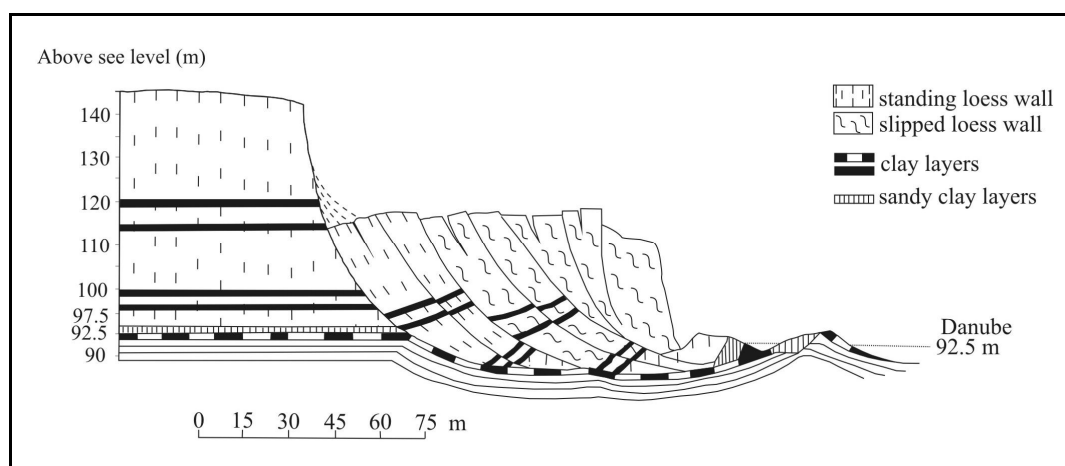 Above see level (m)
140
130
120
110
100
97.5
92.5
90
standing loess wall
slipped loess wall
clay layers
sandy clay layers
Danube
92.5 m
0 15 30 45 60 75 m